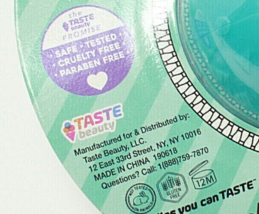 the
TASTE
beauty
PROMISE
• SAFE • TESTED •
CRUELTY FREE •
PARABEN FREE •
TASTE
beauty
Manufactured for & Distributed by:
Taste Beauty, LLC.
12 East 33rd Street, NY, NY 10016
MADE IN CHINA 190618
Questions? Call: 1(888)759-7870
12M
you can TASTE™